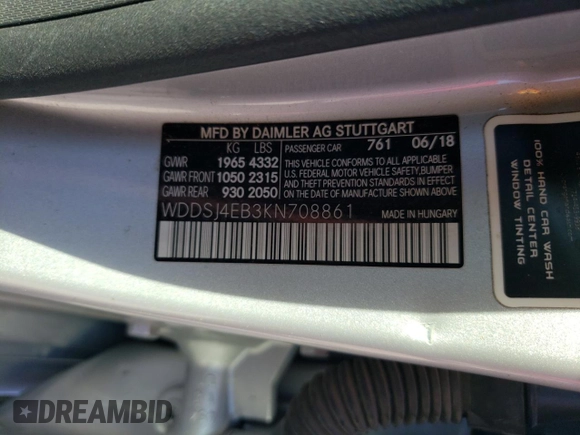 MFD BY DAIMLER AG STUTTGART
KG LBS PASSENGER CAR 761 06/18
GVWR 1965 4332
GAWR FRONT 1050 2315
GAWR REAR 930 2050
THIS VEHICLE CONFORMS TO ALL APPLICABLE
U.S. FEDERAL MOTOR VEHICLE SAFETY, BUMPER
AND THEFT PREVENTION STANDARDS IN EFFECT
ON THE DATE OF MANUFACTURE SHOWN ABOVE.
WDDSJ4EB3KN708861 MADE IN HUNGARY
100% HAND CAR WASH
DETAIL CENTER
WINDOW TINTING
DREAMBID